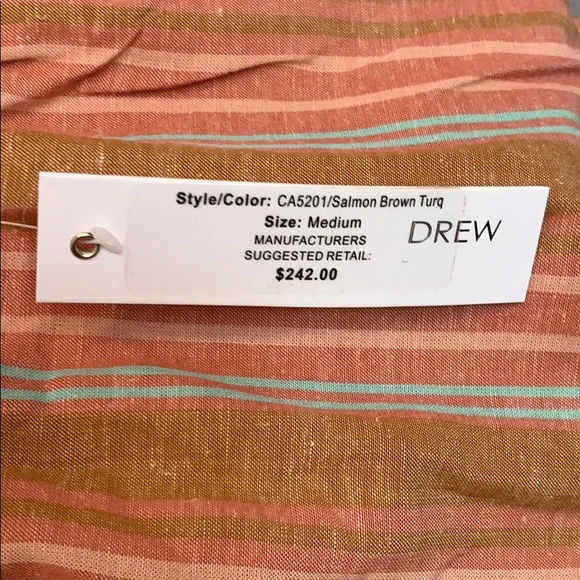 Style/Color: CA5201/Salmon Brown Turq
Size: Medium
MANUFACTURERS
SUGGESTED RETAIL:
$242.00
DREW